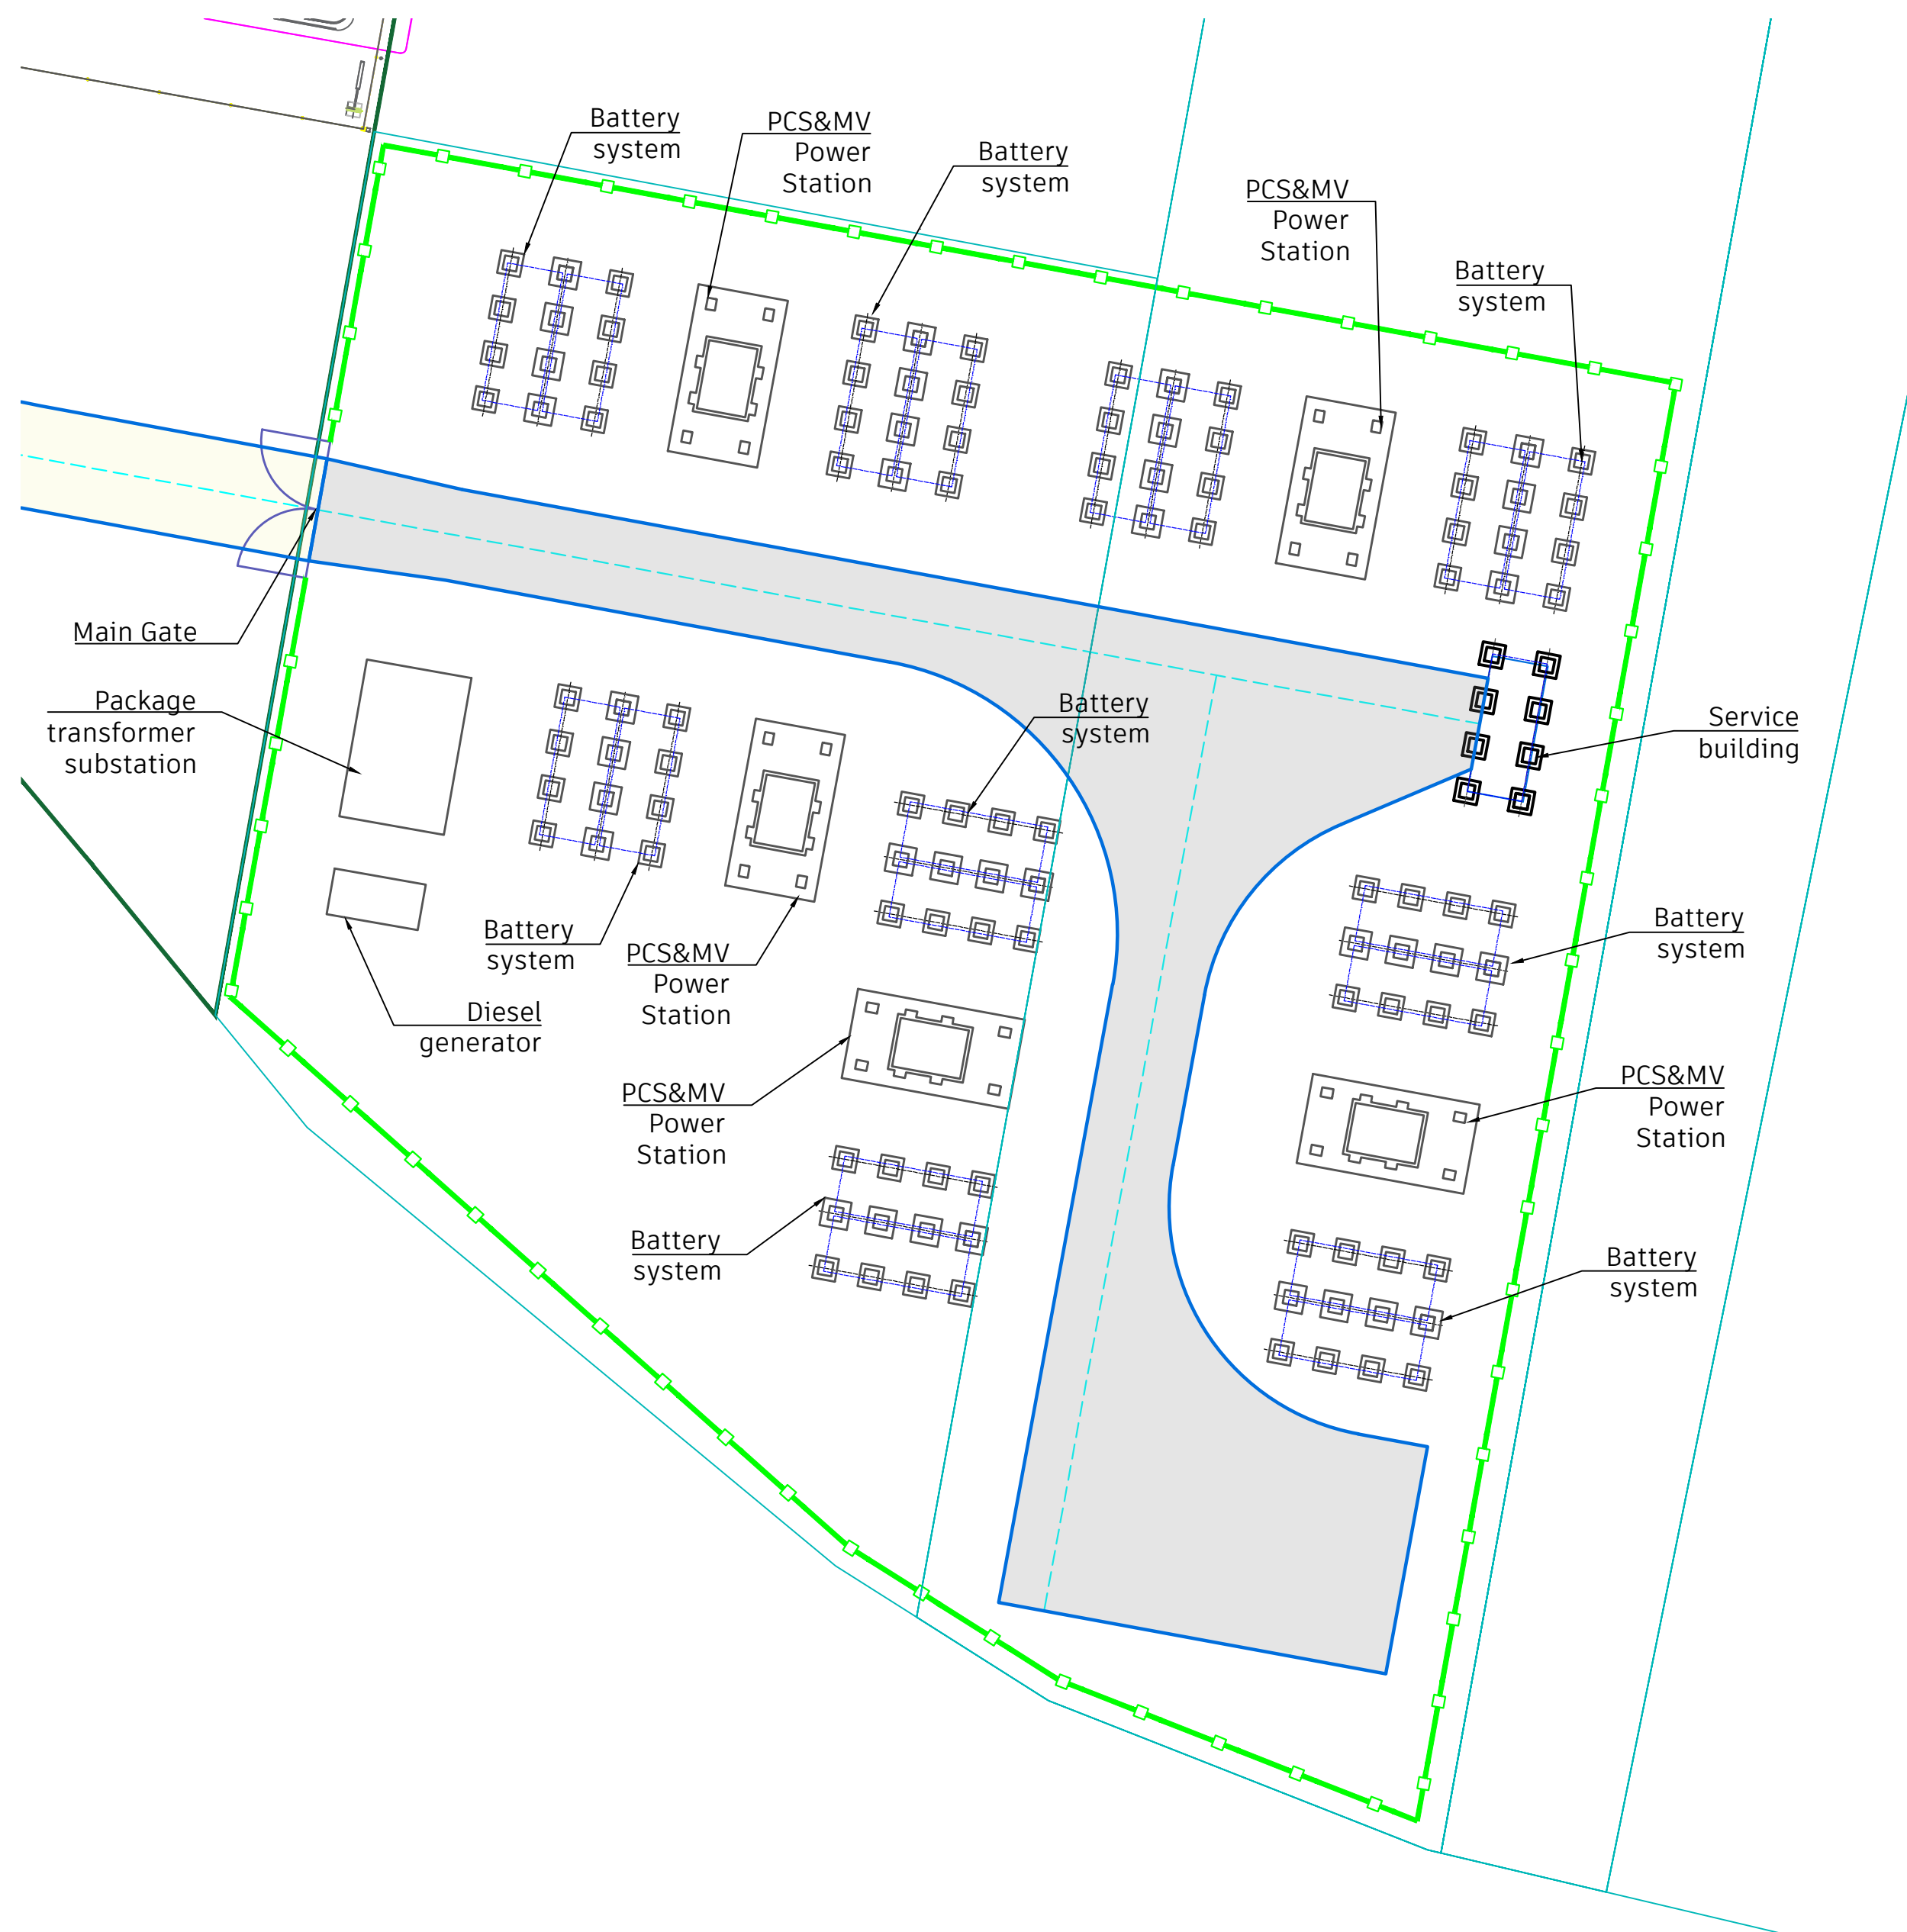 Battery
system
PCS&MV
Power
Station
Battery
system
PCS&MV
Power
Station
Battery
system
Main Gate
Package
transformer
substation
Battery
system
Service
building
Battery
system
PCS&MV
Power
Station
Battery
system
Diesel
generator
PCS&MV
Power
Station
PCS&MV
Power
Station
Battery
system
Battery
system